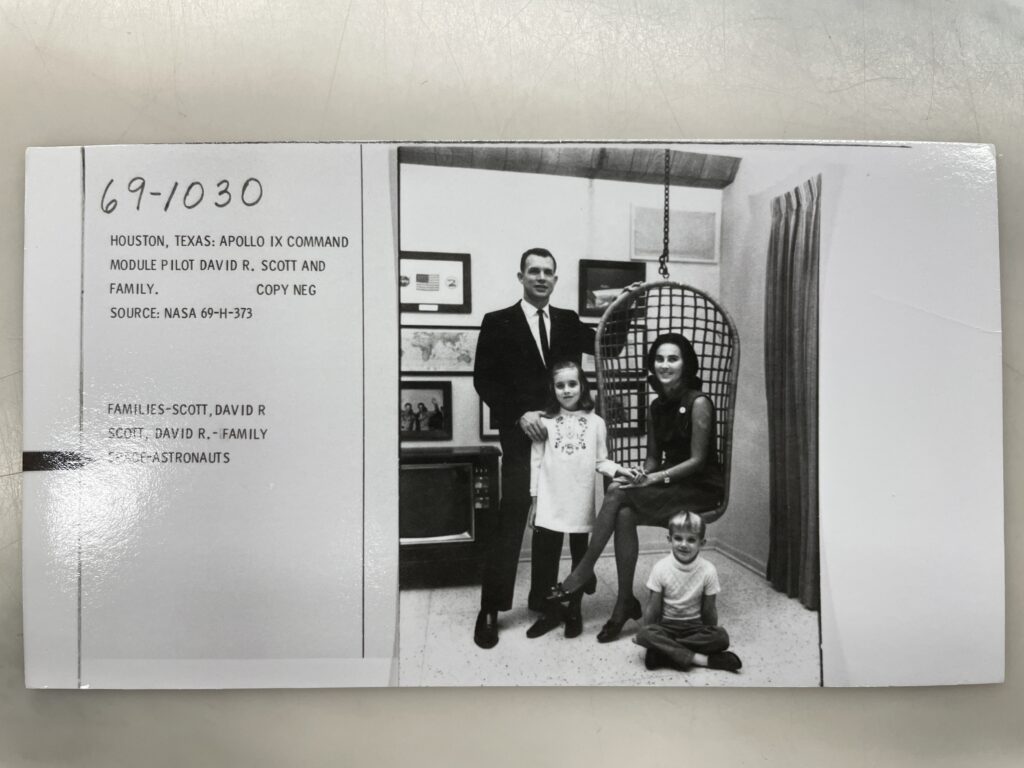 69-1030
HOUSTON, TEXAS: APOLLO IX COMMAND
MODULE PILOT DAVID R. SCOTT AND
FAMILY. COPY NEG
SOURCE: NASA 69-H-373
FAMILIES-SCOTT, DAVID R
SCOTT, DAVID R.- FAMILY
SPACE-ASTRONAUTS